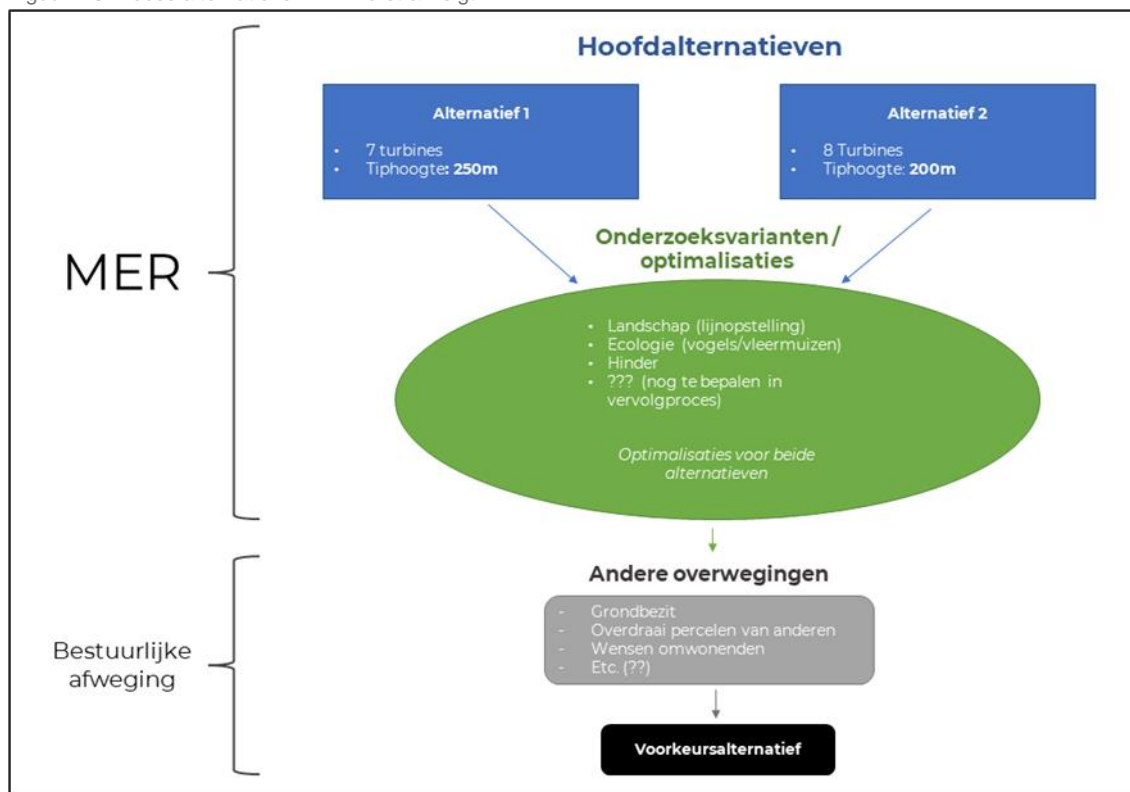 Hoofdalternatieven
Alternatief 1
• 7 turbines
• Tiphoogte: 250m
Alternatief 2
• 8 Turbines
• Tiphoogte: 200m
MER
Onderzoeksvarianten /
optimalisaties
• Landschap (lijnopstelling)
• Ecologie (vogels/vleermuizen)
• Hinder
• ??? (nog te bepalen in
vervolgproces)
Optimalisaties voor beide
alternatieven
Andere overwegingen
- Grondbezit
- Overdraai percelen van anderen
- Wensen omwonenden
- Etc. (??)
Bestuurlijke
afweging
Voorkeursalternatief